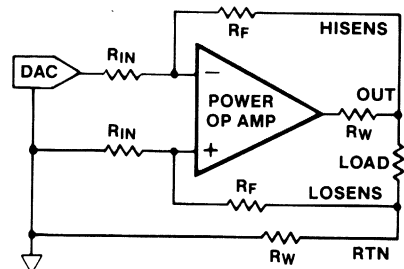 RF
HISENS
DAC
RIN
−
POWER
OP AMP
OUT
RW
RIN
+
LOAD
RF
LOSENS
RW
RTN